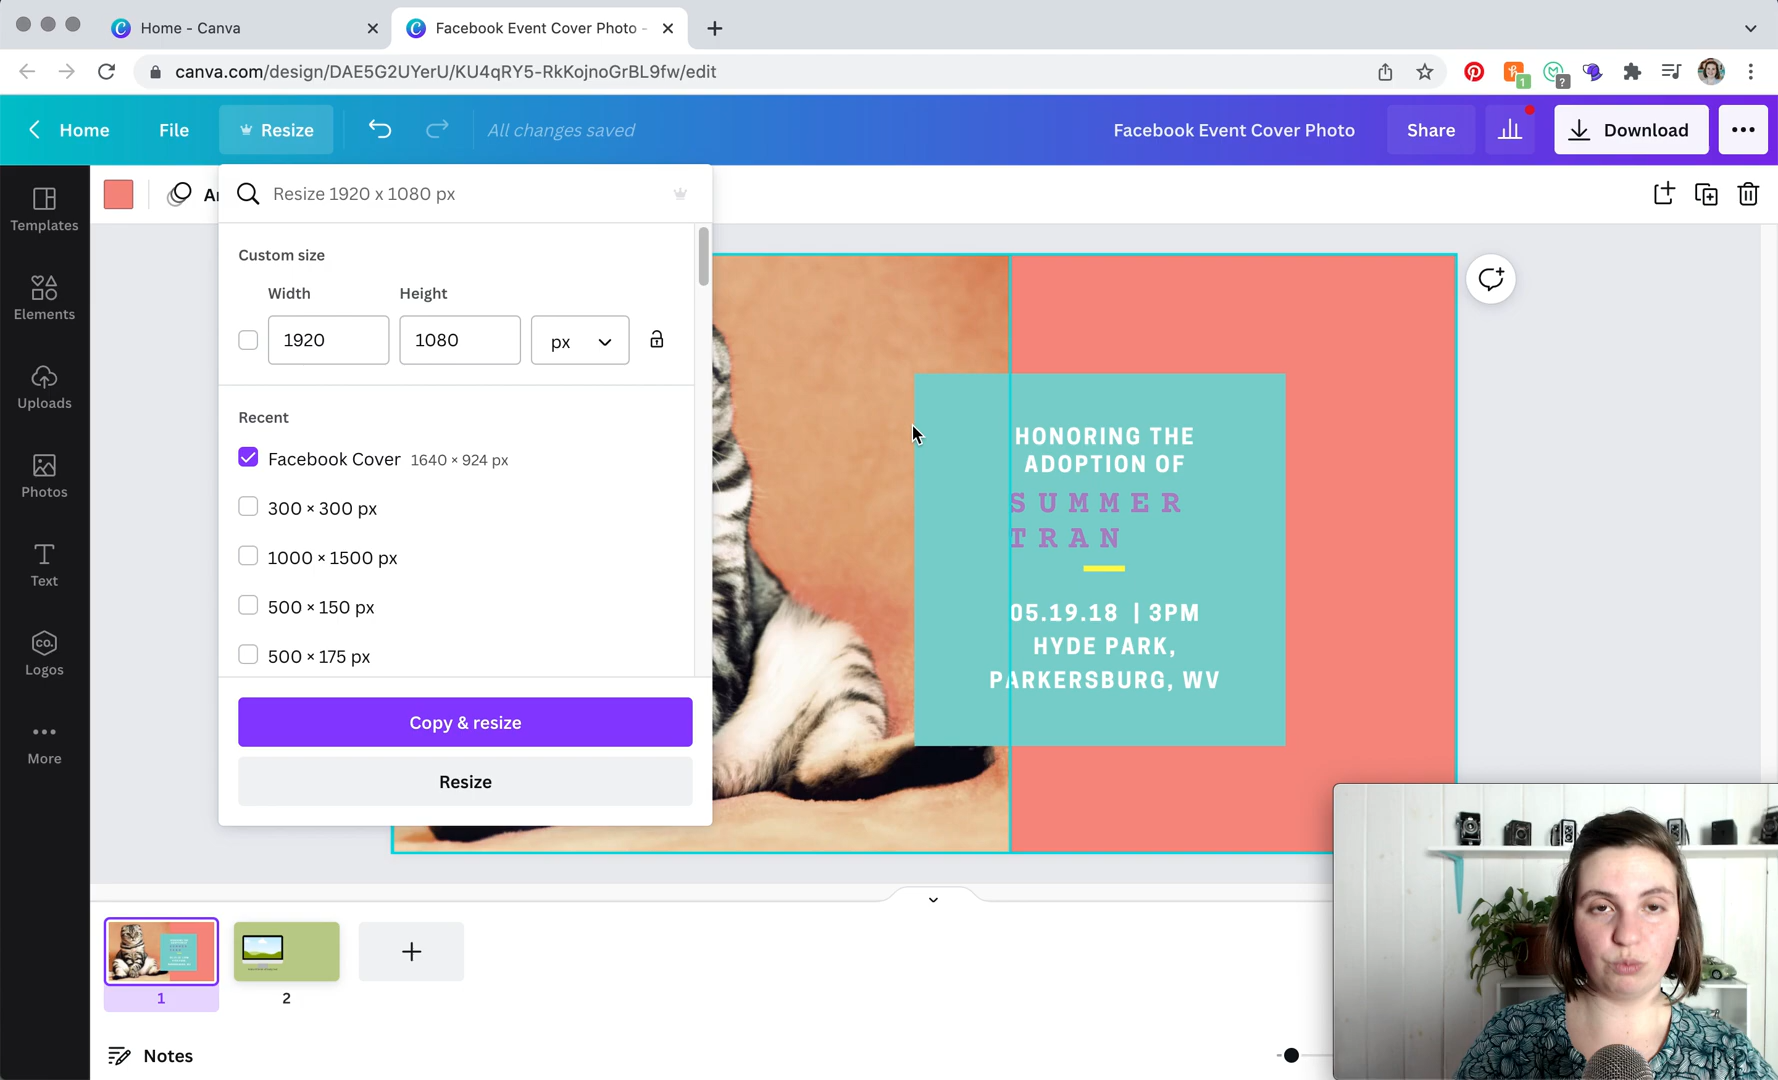 Home - Canva
Facebook Event Cover Photo -
canva.com/design/DAE5G2UYerU/KU4qRY5-RkKojnoGrBL9fw/edit
1
?
Home
File
Resize
All changes saved
Facebook Event Cover Photo
Share
Download
Resize 1920 x 1080 px
Templates
Elements
Uploads
Photos
Text
co.
Logos
More
Custom size
Width
Height
1920
1080
px
Recent
Facebook Cover 1640 × 924 px
300 × 300 px
1000 × 1500 px
500 × 150 px
500 × 175 px
Copy & resize
Resize
HONORING THE
ADOPTION OF
SUMMER
TRAN
05.19.18 | 3PM
HYDE PARK,
PARKERSBURG, WV
1
2
Notes